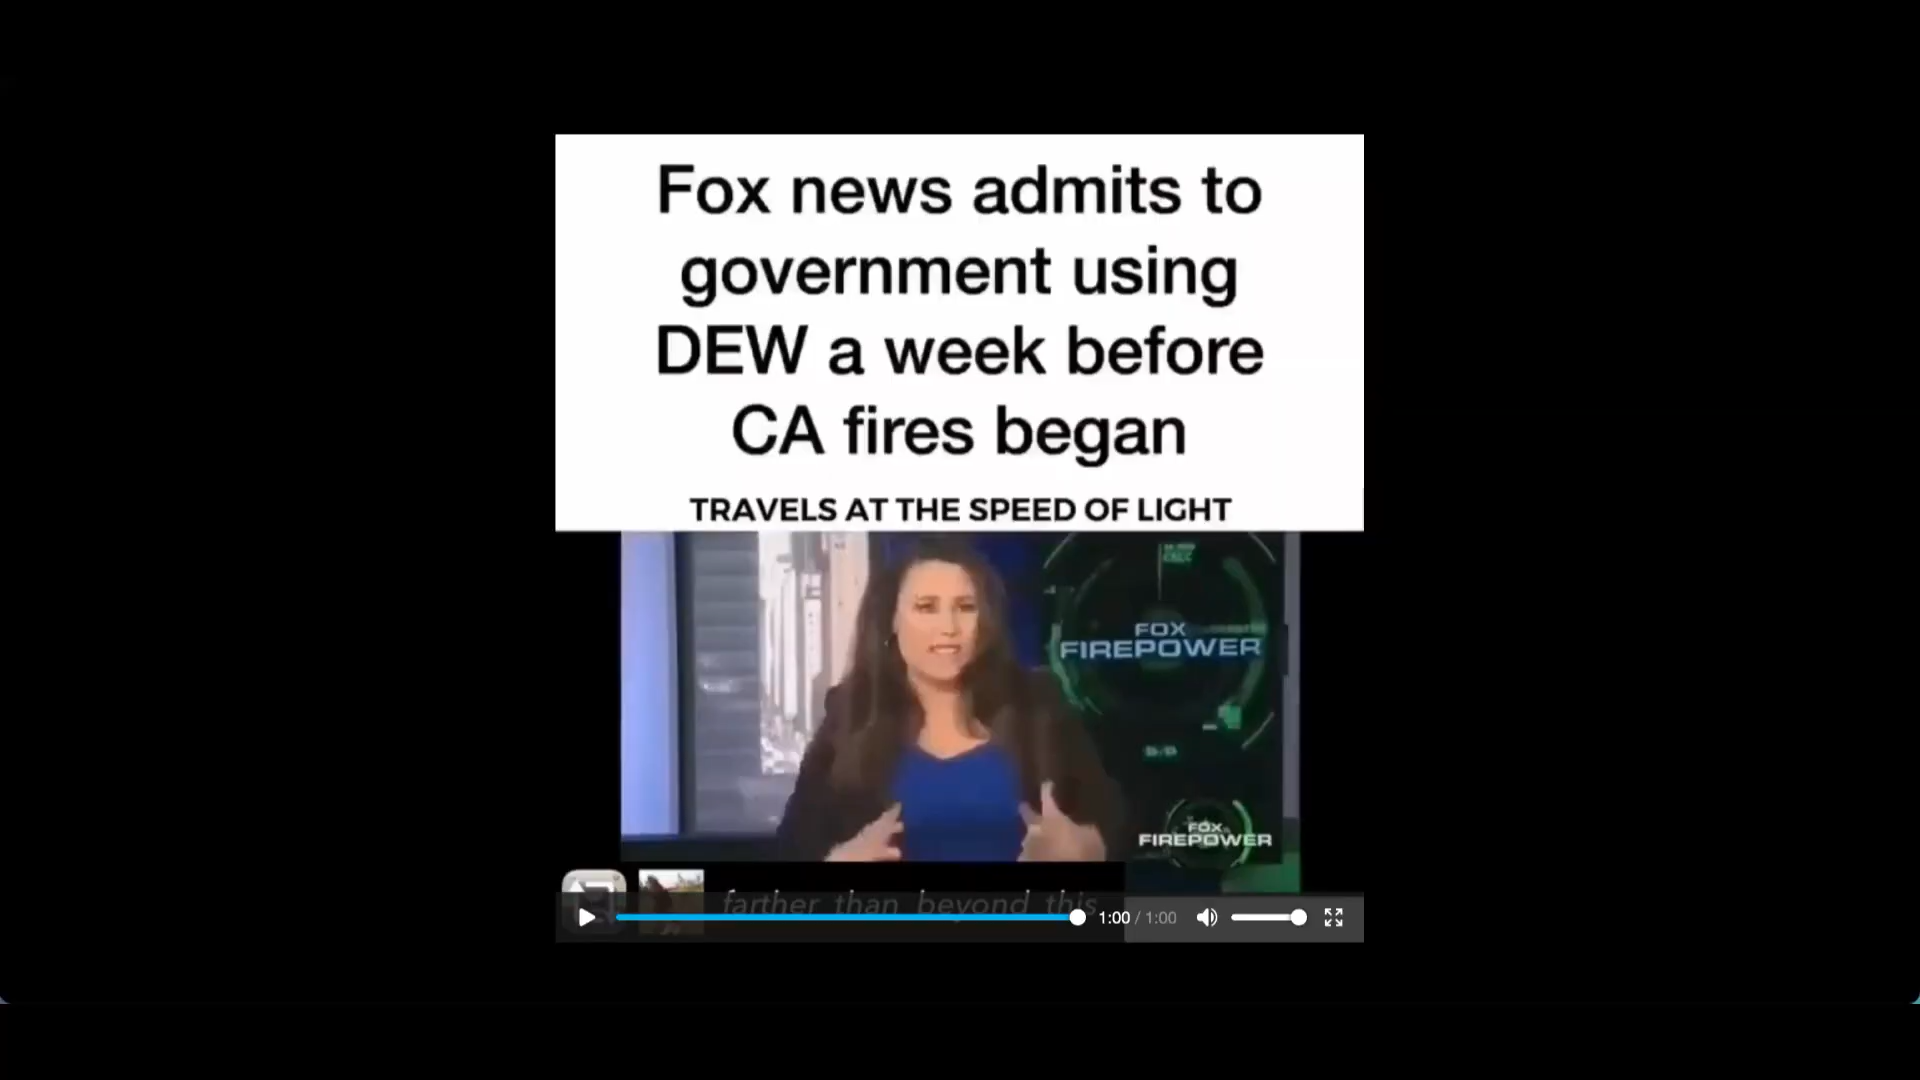 Fox news admits to
government using
DEW a week before
CA fires began
TRAVELS AT THE SPEED OF LIGHT
FOX
FIREPOWER
FOX
FIREPOWER
farther than beyond this
1:00 / 1:00